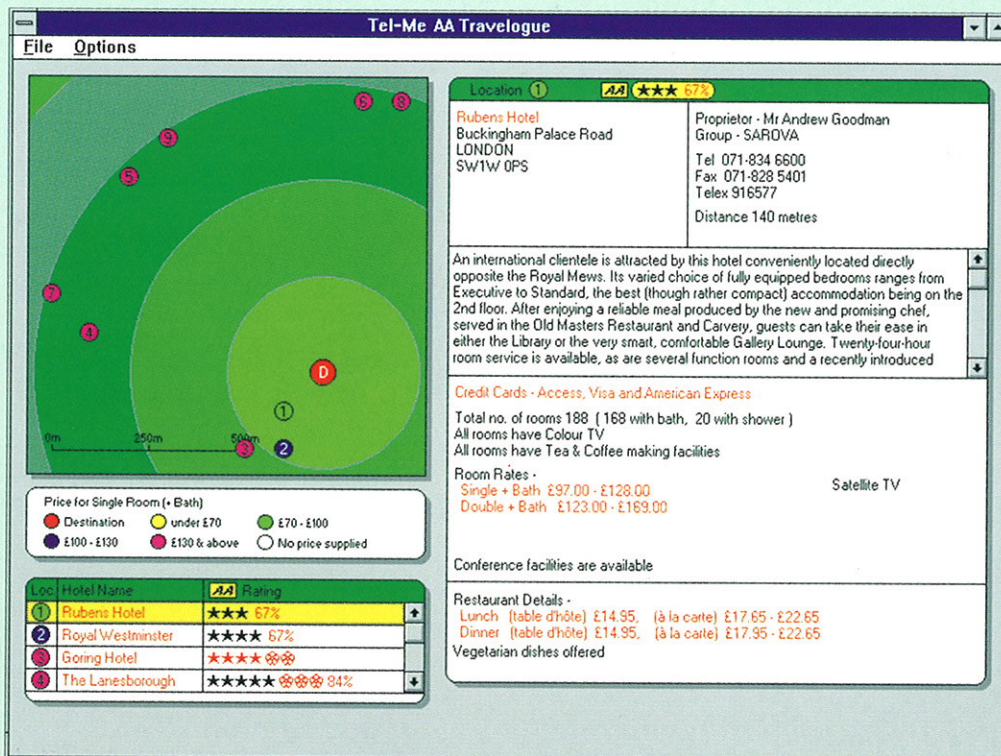 Tel-Me AA Travelogue
File Options
6
8
9
5
7
4
D
1
2
3
0m 250m 500m
Price for Single Room (+ Bath)
Destination under £70 £70 - £100
£100 - £130 £130 & above No price supplied
Loc Hotel Name AA Rating
1 Rubens Hotel ★★★ 67%
2 Royal Westminster ★★★★ 67%
3 Goring Hotel ★★★★
4 The Lanesborough ★★★★★ 84%
Location 1 AA ★★★ 67%
Rubens Hotel
Buckingham Palace Road
LONDON
SW1W 0PS
Proprietor - Mr Andrew Goodman
Group - SAROVA
Tel 071-834 6600
Fax 071-828 5401
Telex 916577
Distance 140 metres
An international clientele is attracted by this hotel conveniently located directly
opposite the Royal Mews. Its varied choice of fully equipped bedrooms ranges from
Executive to Standard, the best (though rather compact) accommodation being on the
2nd floor. After enjoying a reliable meal produced by the new and promising chef,
served in the Old Masters Restaurant and Carvery, guests can take their ease in
either the Library or the very smart, comfortable Gallery Lounge. Twenty-four-hour
room service is available, as are several function rooms and a recently introduced
Credit Cards - Access, Visa and American Express
Total no. of rooms 188 ( 168 with bath, 20 with shower )
All rooms have Colour TV
All rooms have Tea & Coffee making facilities
Room Rates -
Single + Bath £97.00 - £128.00
Double + Bath £123.00 - £169.00
Satellite TV
Conference facilities are available
Restaurant Details -
Lunch (table d'hôte) £14.95, (à la carte) £17.65 - £22.65
Dinner (table d'hôte) £14.95, (à la carte) £17.95 - £22.65
Vegetarian dishes offered